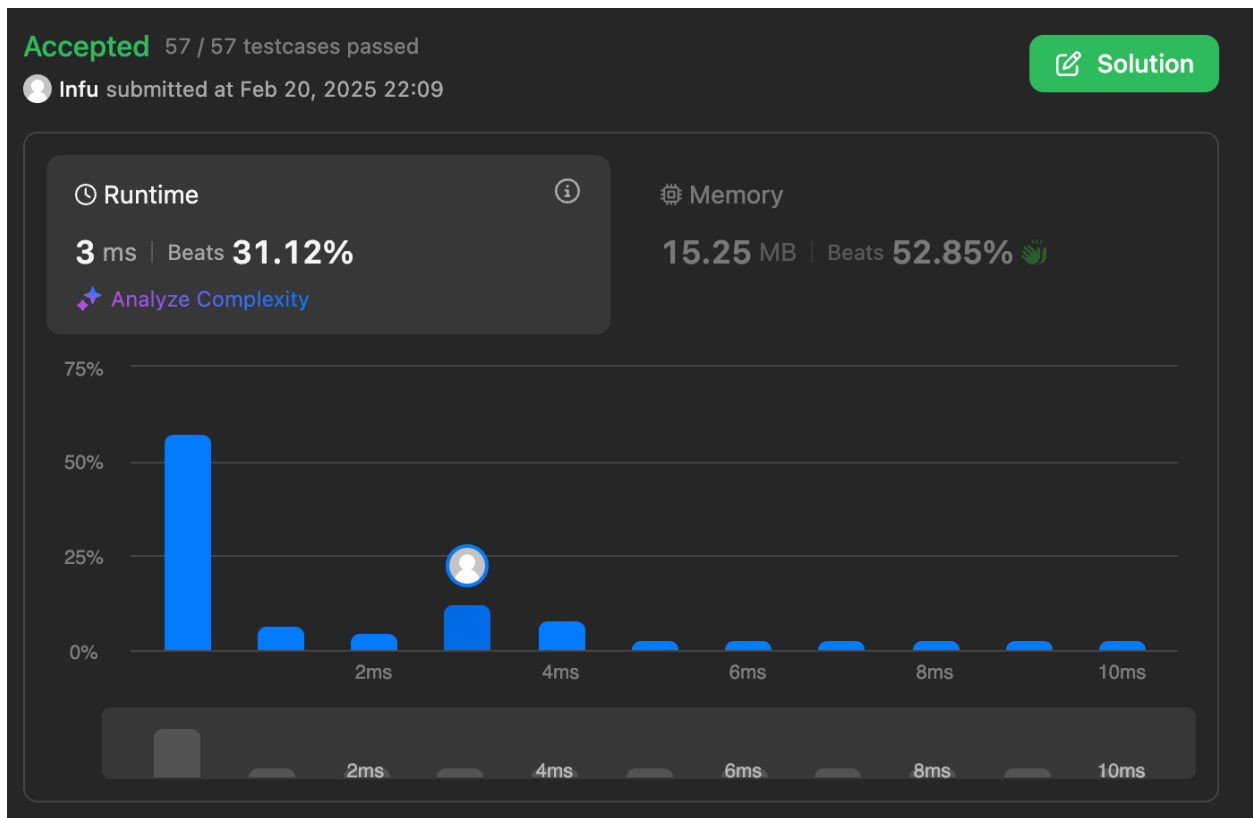 Accepted 57 / 57 testcases passed
Solution
Infu submitted at Feb 20, 2025 22:09
Runtime
3 ms | Beats 31.12%
Analyze Complexity
Memory
15.25 MB | Beats 52.85%
75%
50%
25%
0%
2ms 4ms 6ms 8ms 10ms
2ms 4ms 6ms 8ms 10ms